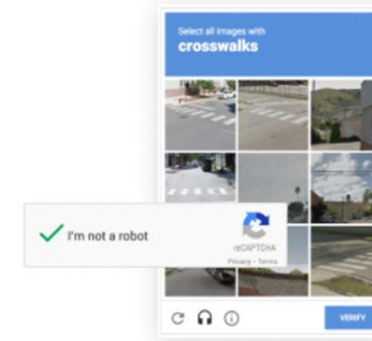 Select all images with
crosswalks
I'm not a robot
reCAPTCHA
Privacy - Terms
VERIFY